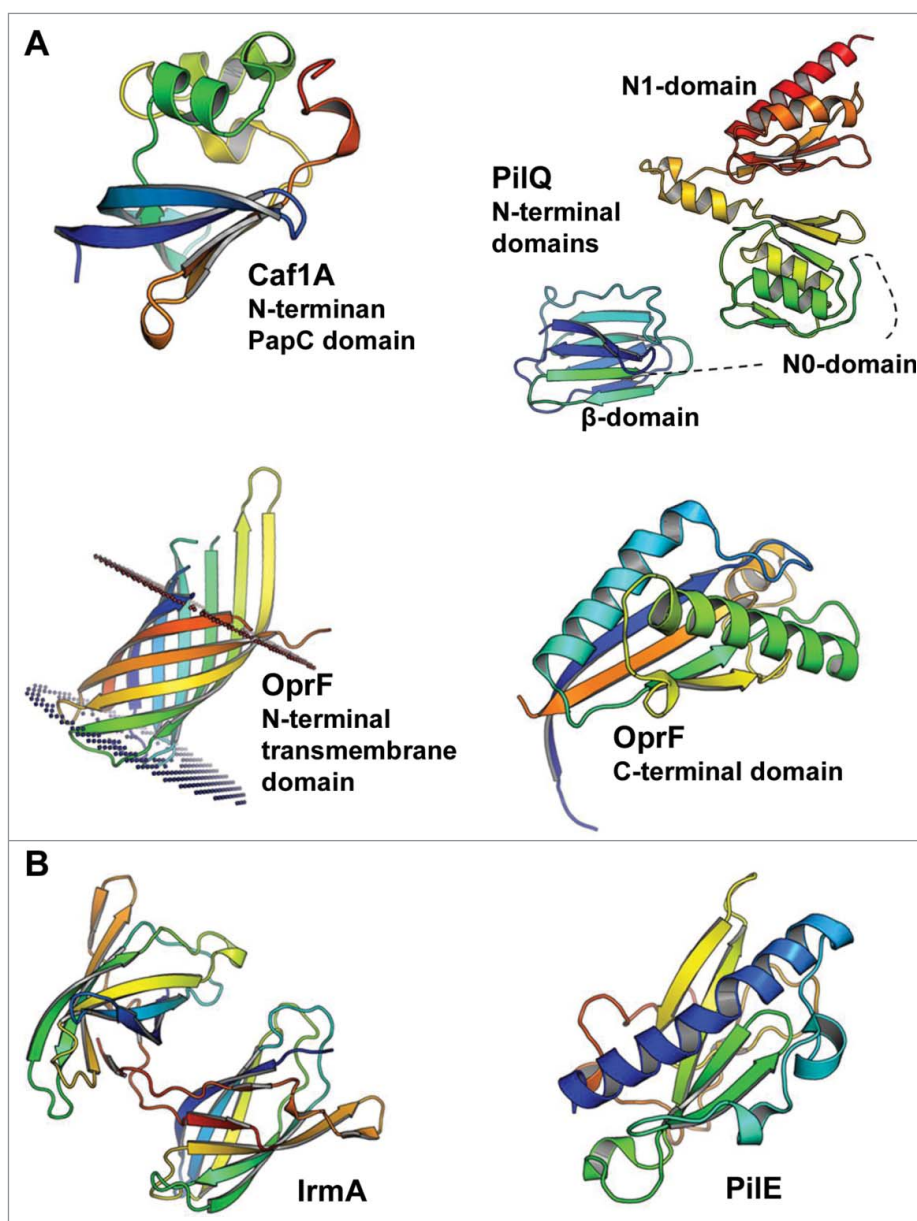 A
Caf1A
N-terminan
PapC domain
N1-domain
PilQ
N-terminal
domains
N0-domain
β-domain
OprF
N-terminal
transmembrane
domain
OprF
C-terminal domain
B
IrmA
PilE